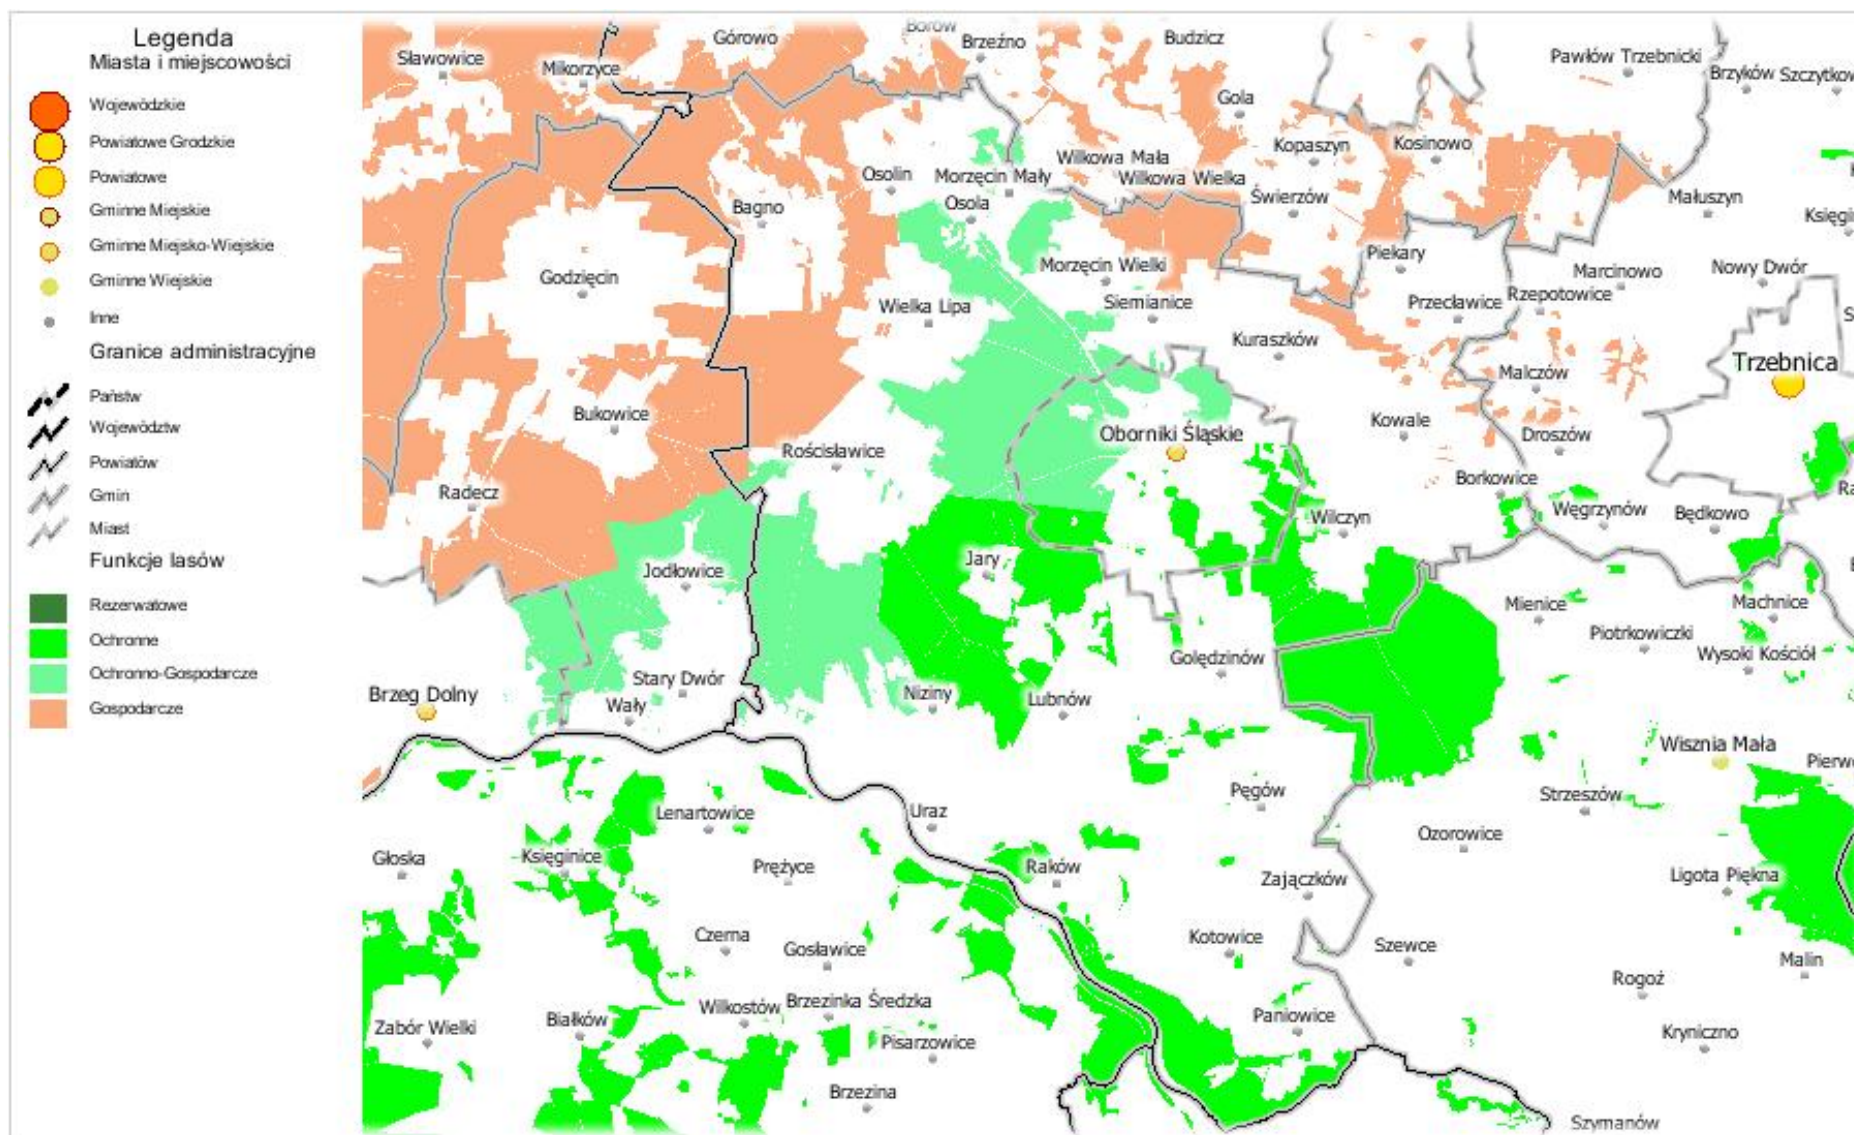 Legenda
Miasta i miejscowości
Wojewódzkie
Powiatowe Grodzkie
Powiatowe
Gminne Miejskie
Gminne Miejsko-Wiejskie
Gminne Wiejskie
Inne
Granice administracyjne
Państw
Województw
Powiatów
Gmin
Miast
Funkcje lasów
Rezerwatowe
Ochronne
Ochronno-Gospodarcze
Gospodarcze
Borów
Górowo
Brzeźno
Budzicz
Sławowice
Mikorzyce
Pawłów Trzebnicki
Brzyków
Gola
Kopaszyn
Kosinowo
Osolin
Morzęcin Mały
Wilkowa Mała
Wilkowa Wielka
Bagno
Osola
Świerzów
Małuszyn
Godzięcin
Morzęcin Wielki
Piekary
Marcinowo
Nowy Dwór
Wielka Lipa
Siemianice
Przecławice
Rzepotowice
Kuraszków
Trzebnica
Malczów
Bukowice
Oborniki Śląskie
Kowale
Droszów
Rościsławice
Radecz
Borkowice
Wilczyn
Węgrzynów
Będkowo
Jary
Jodłowice
Mienice
Machnice
Piotrkowiczki
Wysoki Kościół
Gołędzinów
Brzeg Dolny
Stary Dwór
Wały
Niziny
Lubnów
Wisznia Mała
Pęgów
Strzeszów
Lenartowice
Uraz
Ozorowice
Głoska
Księginice
Prężyce
Raków
Zajączków
Ligota Piękna
Czerna
Gosławice
Kotowice
Szewce
Malin
Rogoż
Wilkostów
Brzezinka Średzka
Zabór Wielki
Białków
Paniowice
Kryniczno
Pisarzowice
Brzezina
Szymanów